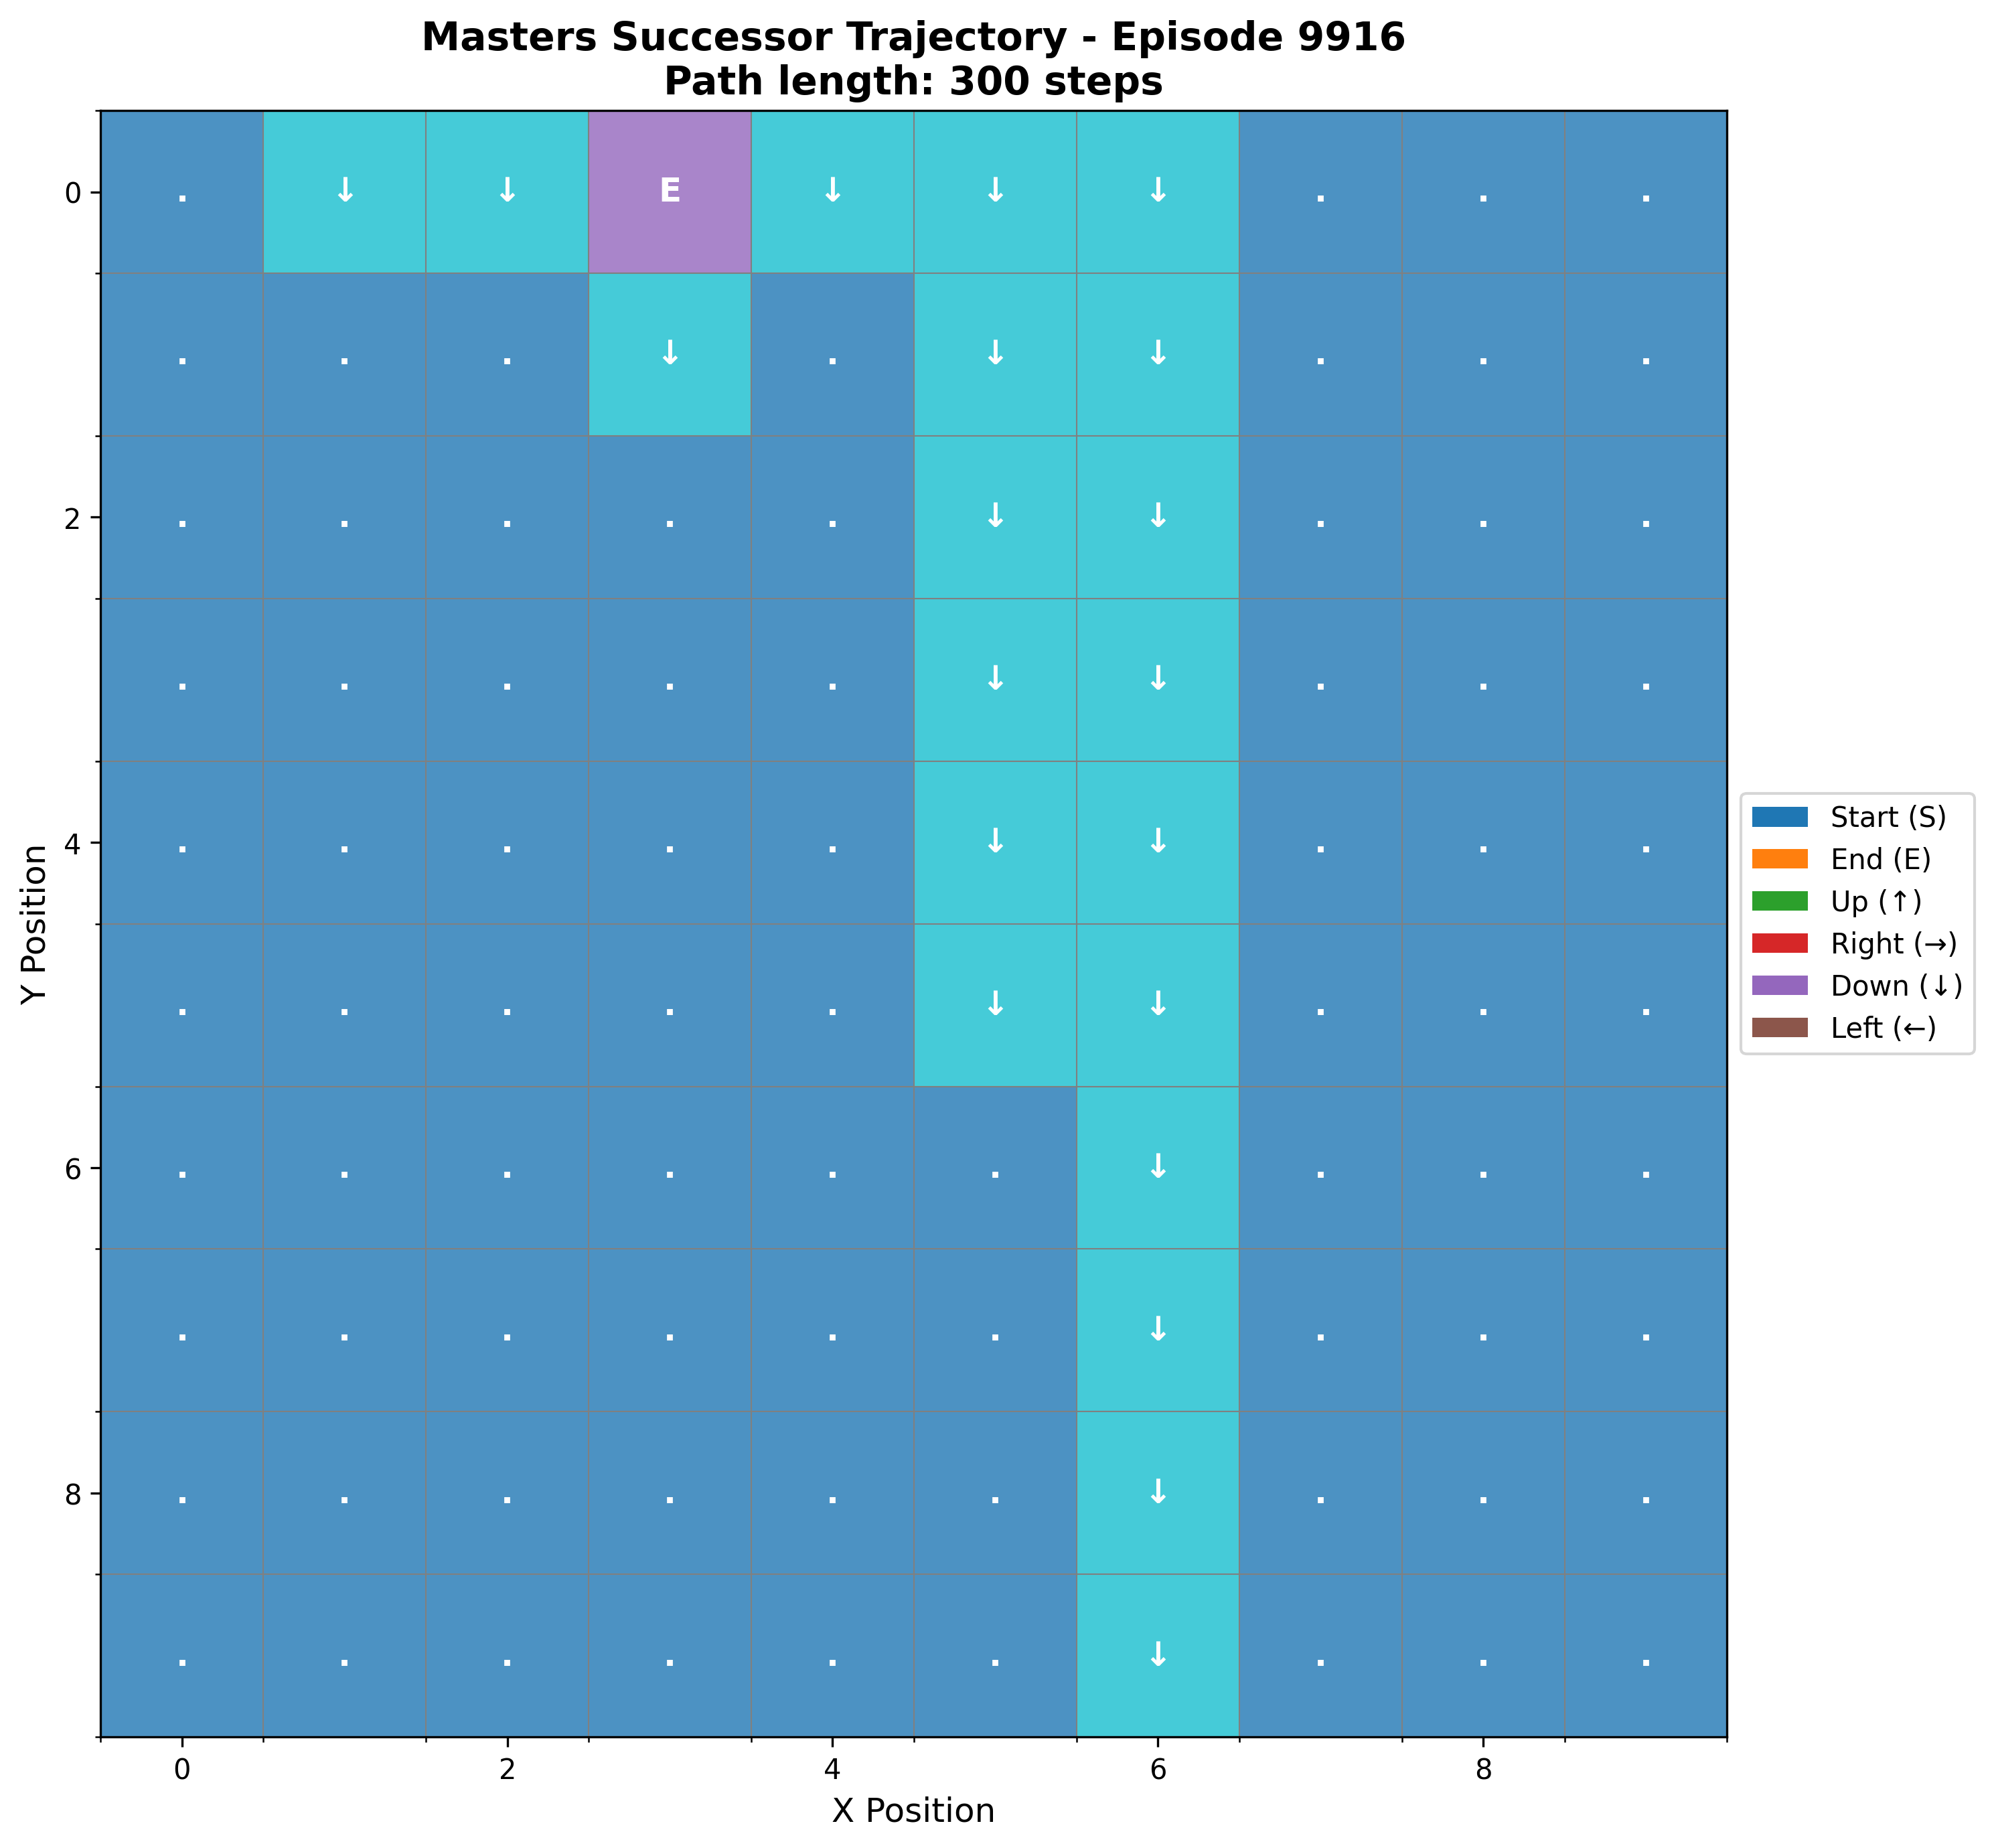 Masters Successor Trajectory - Episode 9916
Path length: 300 steps
0 . ↓ ↓ E ↓ ↓ ↓ . . .
. . . ↓ . ↓ ↓ . . .
2 . . . . . ↓ ↓ . . .
. . . . . ↓ ↓ . . .
4 . . . . . ↓ ↓ . . .
. . . . . ↓ ↓ . . .
6 . . . . . . ↓ . . .
. . . . . . ↓ . . .
8 . . . . . . ↓ . . .
. . . . . . ↓ . . .
0 2 4 6 8
X Position
Y Position
Start (S)
End (E)
Up (↑)
Right (→)
Down (↓)
Left (←)